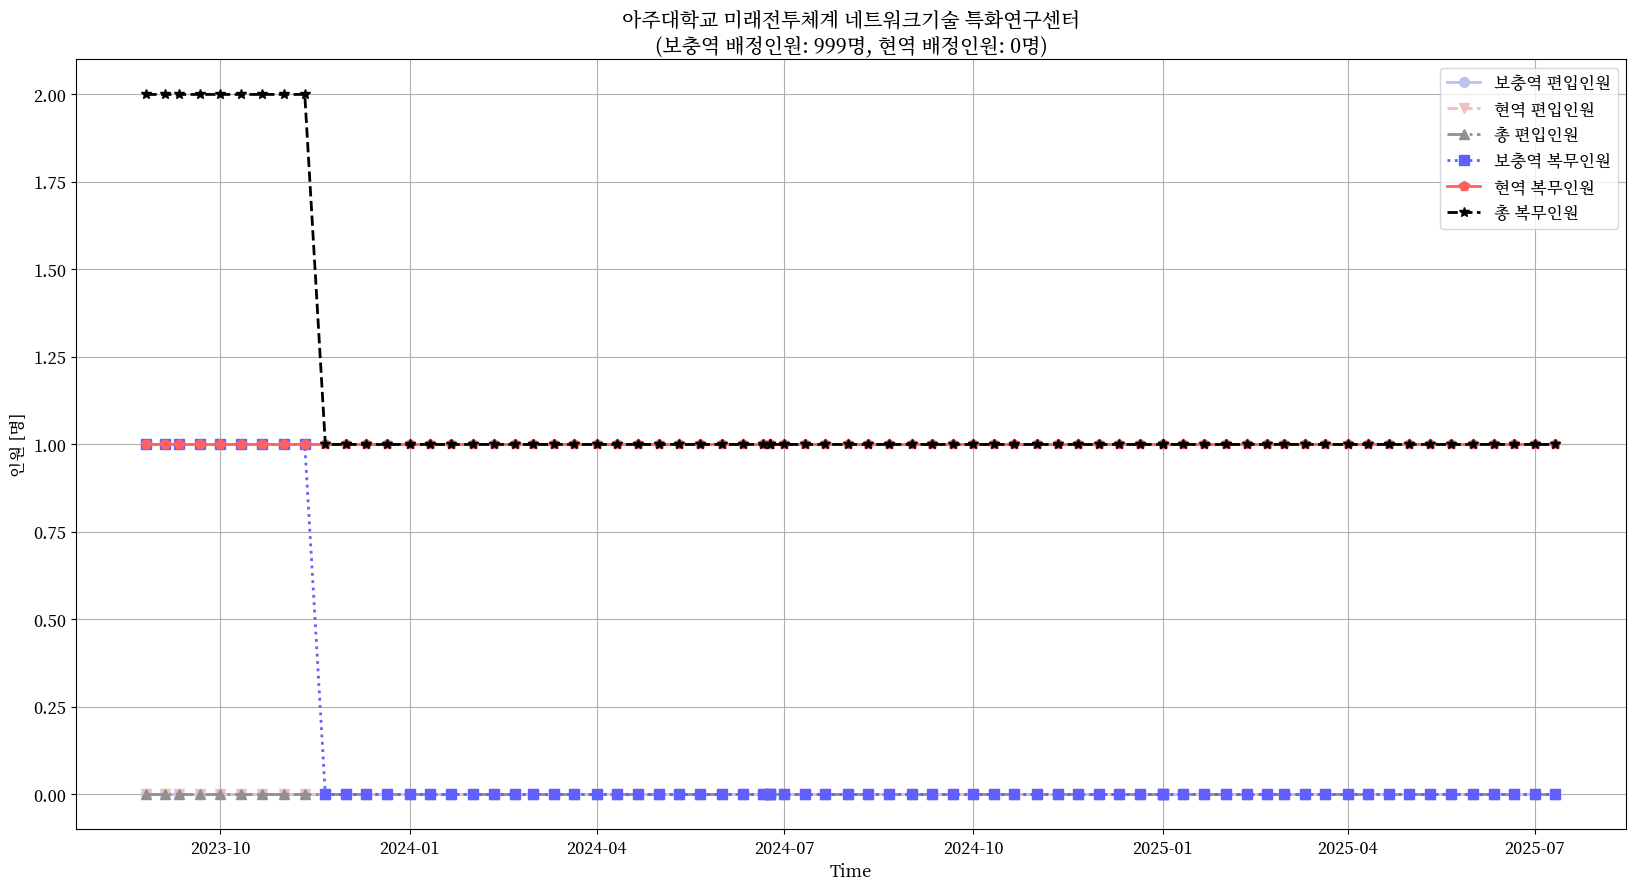 아주대학교 미래전투체계 네트워크기술 특화연구센터
(보충역 배정인원: 999명, 현역 배정인원: 0명)
보충역 편입인원
현역 편입인원
총 편입인원
보충역 복무인원
현역 복무인원
총 복무인원
2.00
1.75
1.50
1.25
1.00
0.75
0.50
0.25
0.00
인원 [명]
2023-10
2024-01
2024-04
2024-07
2024-10
2025-01
2025-04
2025-07
Time